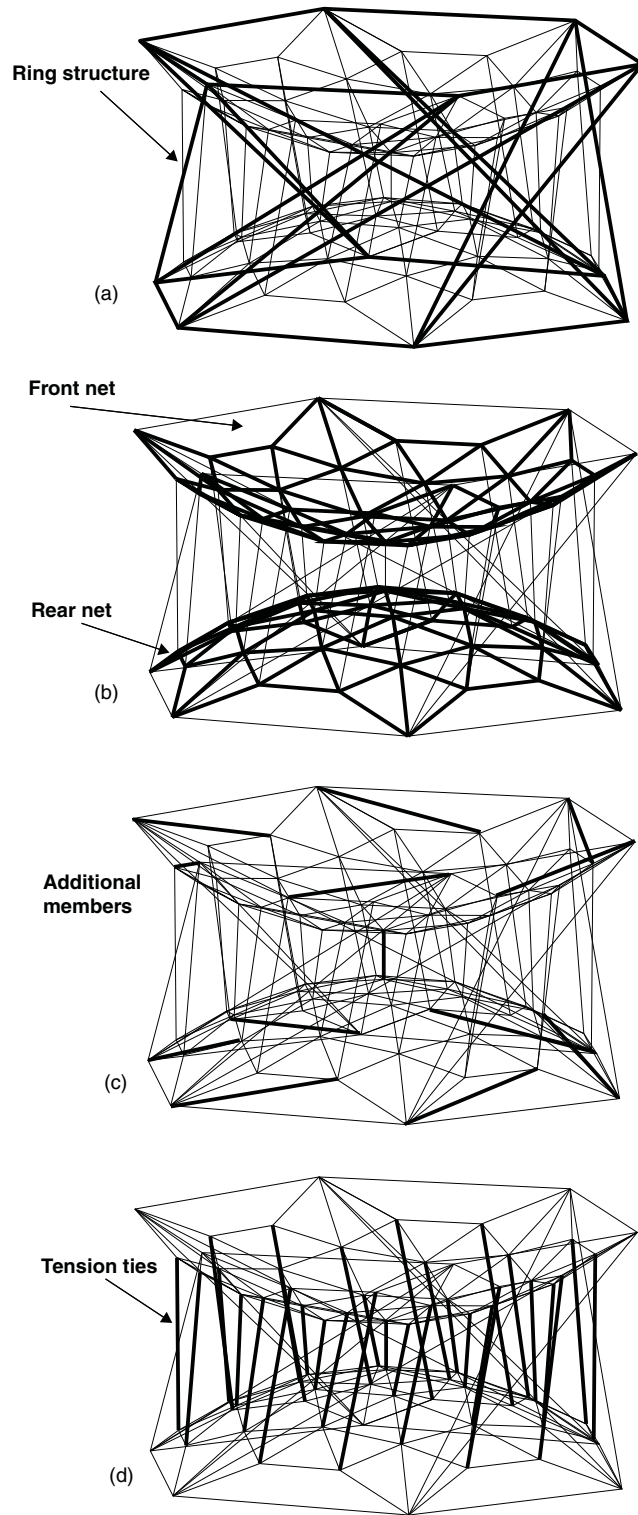 Ring structure
(a)
Front net
Rear net
(b)
Additional
members
(c)
Tension ties
(d)